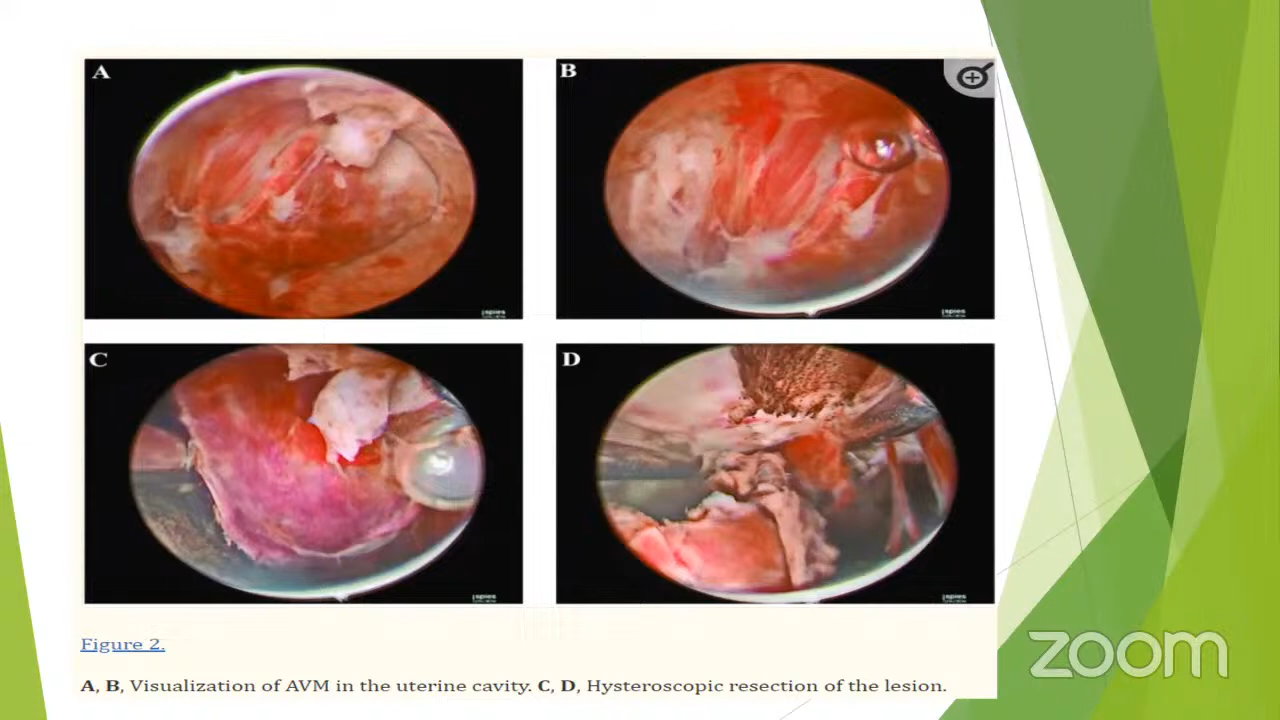 A
B
C
D
Figure 2.
A, B, Visualization of AVM in the uterine cavity. C, D, Hysteroscopic resection of the lesion.
zoom